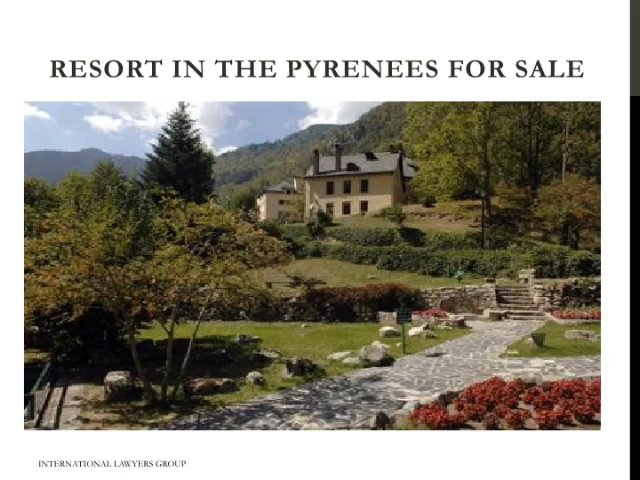 RESORT IN THE PYRENEES FOR SALE
INTERNATIONAL LAWYERS GROUP